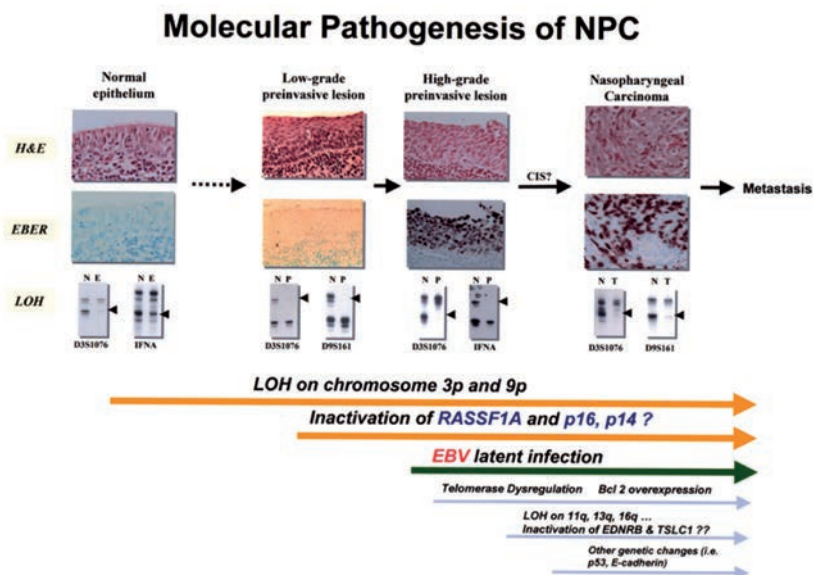 Molecular Pathogenesis of NPC
Normal
epithelium
Low-grade
preinvasive lesion
High-grade
preinvasive lesion
Nasopharyngeal
Carcinoma
H&E
CIS?
Metastasis
EBER
N E
N E
N P
N P
N P
N P
N T
N T
LOH
D3S1076
IFNA
D3S1076
D9S161
D3S1076
IFNA
D3S1076
D9S161
LOH on chromosome 3p and 9p
Inactivation of RASSF1A and p16, p14 ?
EBV latent infection
Telomerase Dysregulation
Bcl 2 overexpression
LOH on 11q, 13q, 16q ...
Inactivation of EDNRB & TSLC1 ??
Other genetic changes (i.e.
p53, E-cadherin)